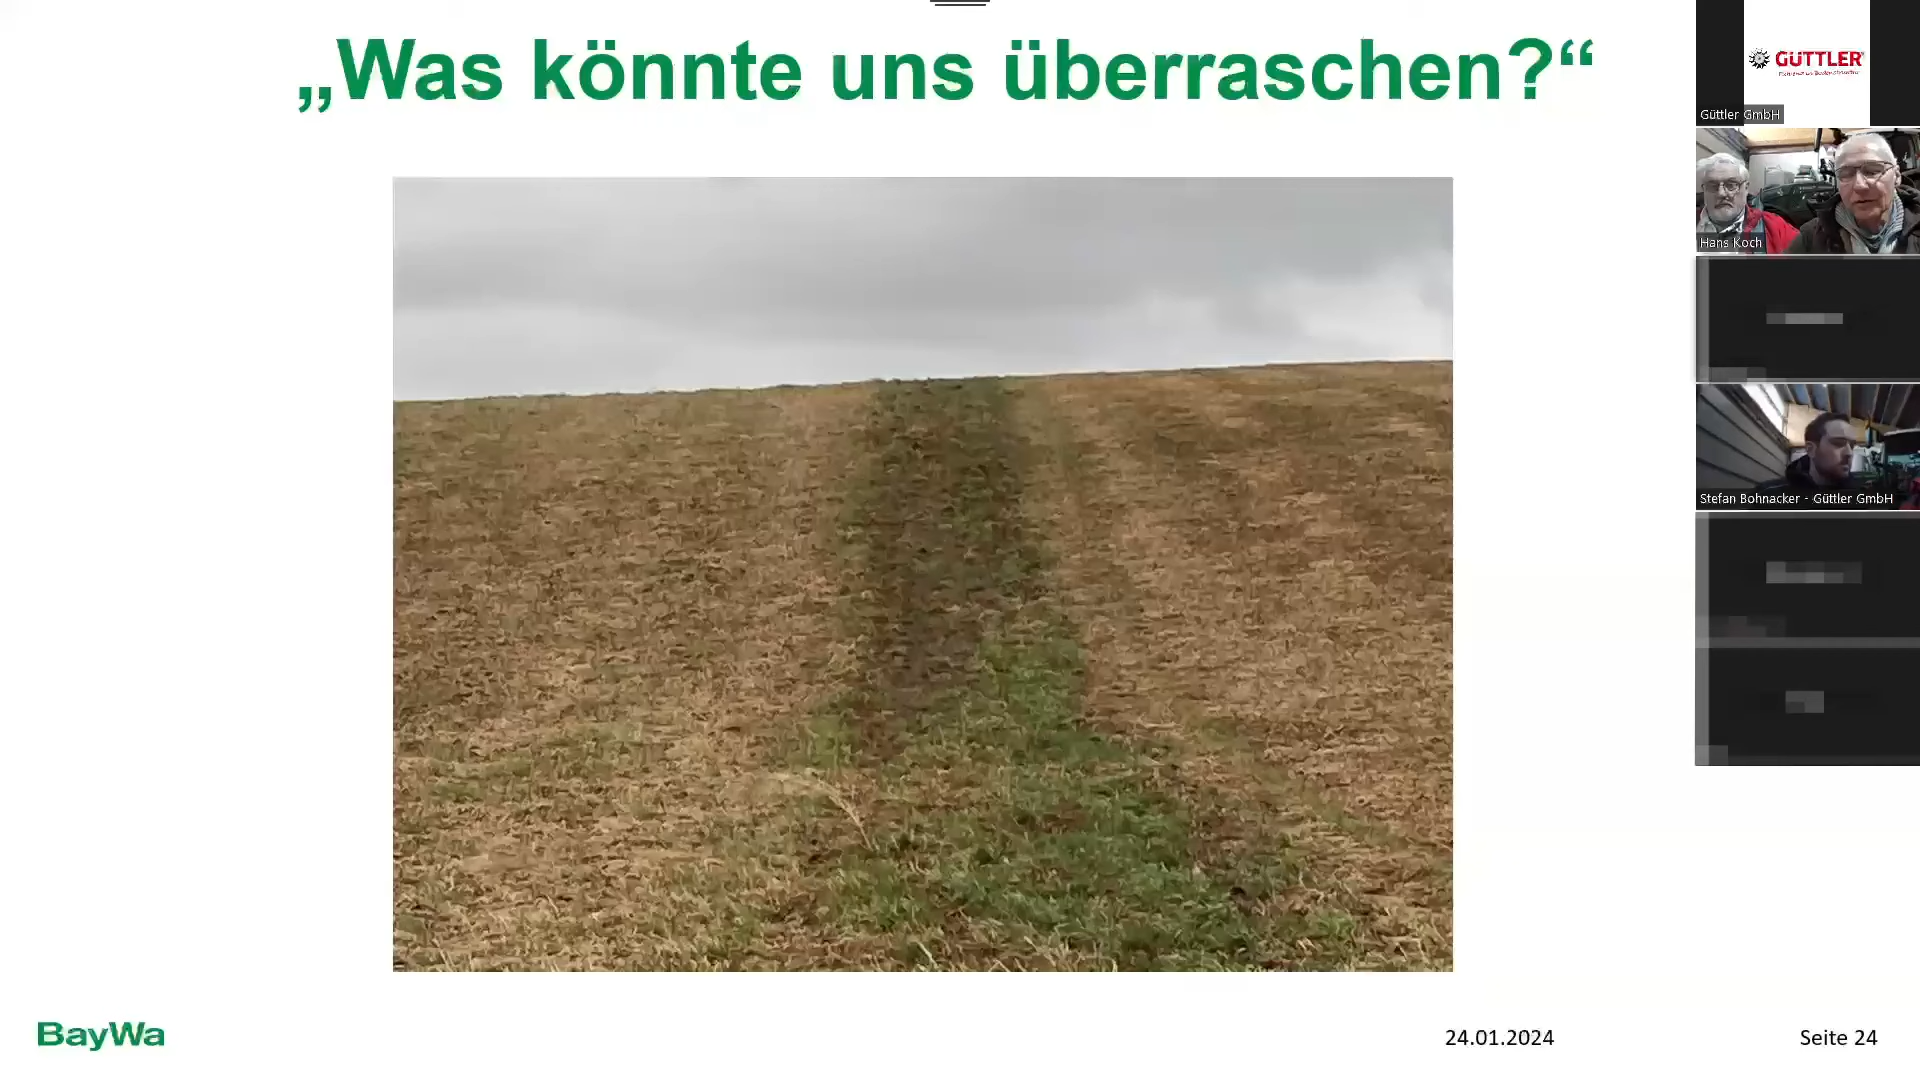 „Was könnte uns überraschen?“
GÜTTLER
Güttler GmbH
Hans Koch
Stefan Bohnacker - Güttler GmbH
BayWa
24.01.2024
Seite 24